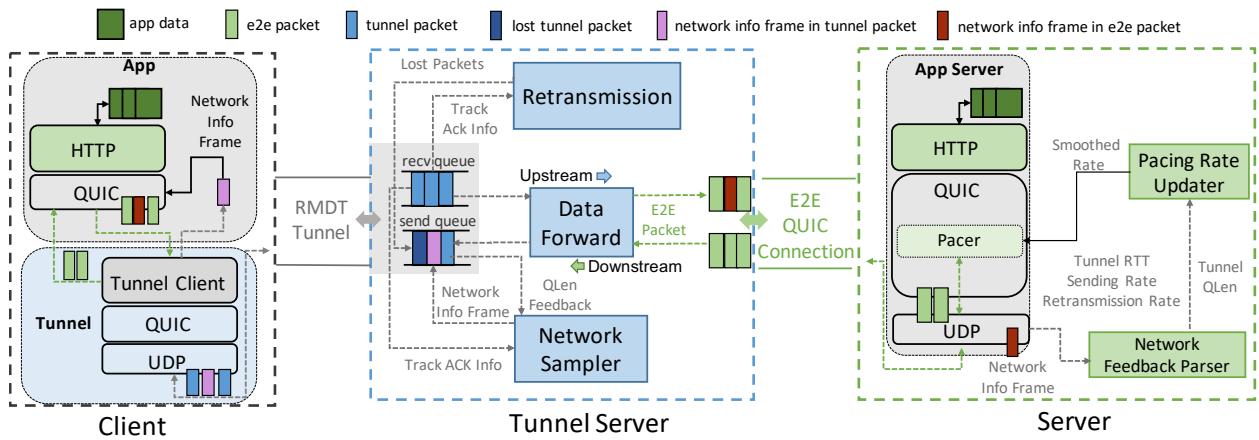 app data
e2e packet
tunnel packet
lost tunnel packet
network info frame in tunnel packet
network info frame in e2e packet
App
Network
Info
Frame
HTTP
QUIC
Tunnel Client
Tunnel
QUIC
UDP
Client
RMDT
Tunnel
Lost Packets
Retransmission
Track
Ack Info
recv queue
send queue
Upstream
Data
Forward
Downstream
E2E
Packet
Network
Info Frame
QLen
Feedback
Network
Sampler
Track ACK Info
Tunnel Server
E2E
QUIC
Connection
App Server
HTTP
QUIC
Pacer
UDP
Network
Info Frame
Smoothed
Rate
Pacing Rate
Updater
Tunnel RTT
Sending Rate
Retransmission Rate
Tunnel
QLen
Network
Feedback Parser
Server